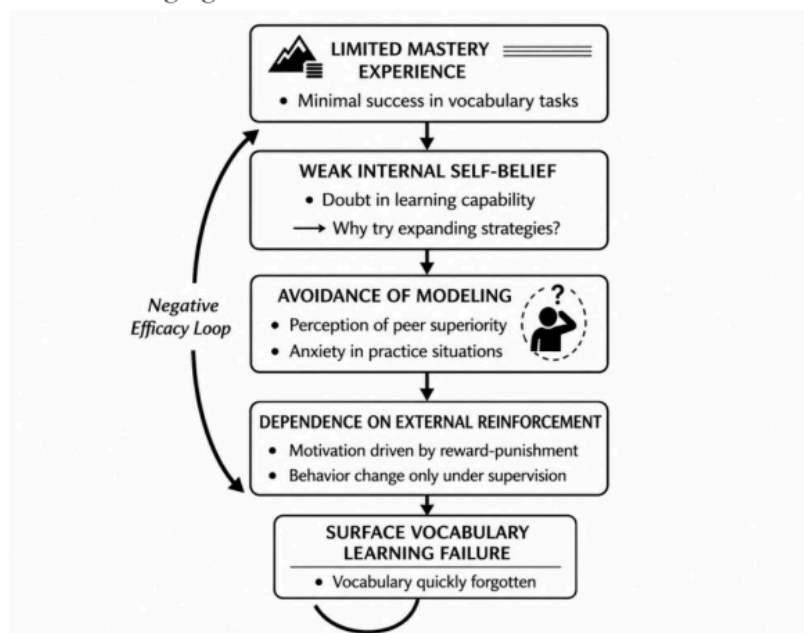 LIMITED MASTERY
EXPERIENCE
• Minimal success in vocabulary tasks
WEAK INTERNAL SELF-BELIEF
• Doubt in learning capability
→ Why try expanding strategies?
AVOIDANCE OF MODELING
• Perception of peer superiority
• Anxiety in practice situations
?
Negative
Efficacy Loop
DEPENDENCE ON EXTERNAL REINFORCEMENT
• Motivation driven by reward-punishment
• Behavior change only under supervision
SURFACE VOCABULARY
LEARNING FAILURE
• Vocabulary quickly forgotten